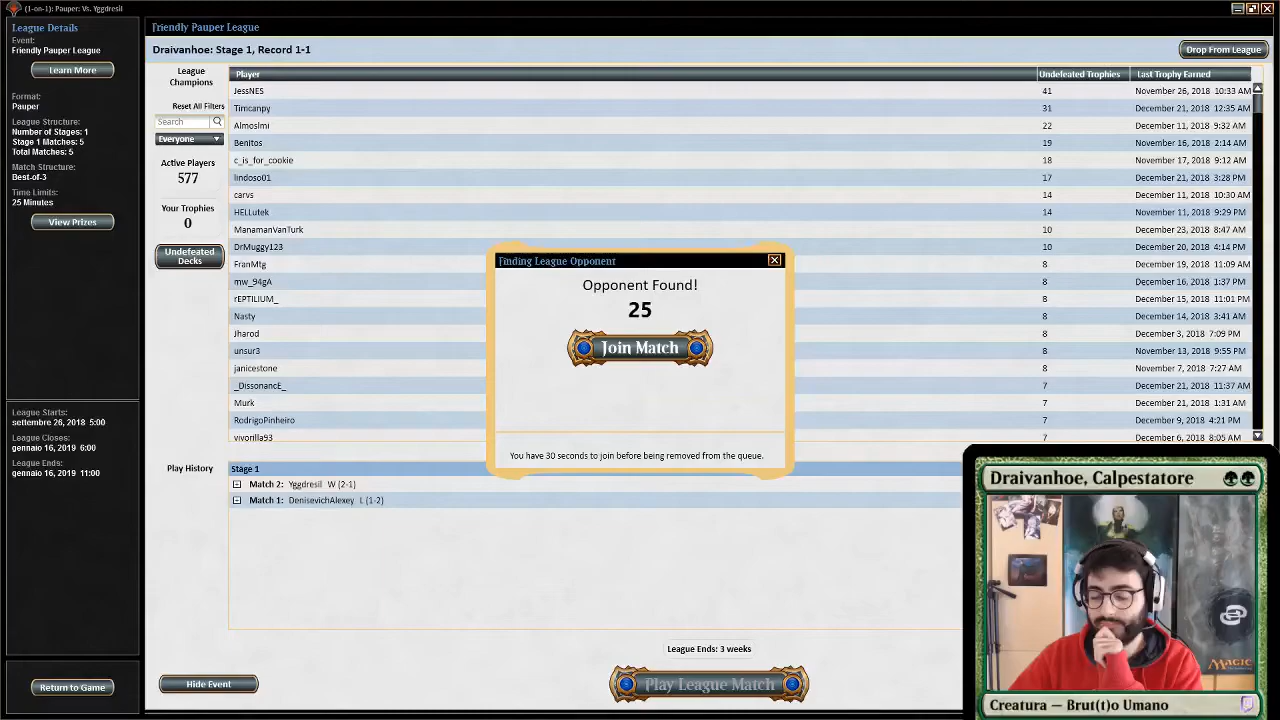 (1-on-1): Pauper: Vs. Yggdresil
League Details
Event:
Friendly Pauper League
Learn More
Format:
Pauper
League Structure:
Number of Stages: 1
Stage 1 Matches: 5
Total Matches: 5
Match Structure:
Best-of-3
Time Limits:
25 Minutes
View Prizes
League Starts:
settembre 26, 2018 5:00
League Closes:
gennaio 16, 2019 6:00
League Ends:
gennaio 16, 2019 11:00
Return to Game
Friendly Pauper League
Draivanhoe: Stage 1, Record 1-1
Drop From League
League
Champions
Reset All Filters
Search
Everyone
Active Players
577
Your Trophies
0
Undefeated
Decks
Player Undefeated Trophies Last Trophy Earned
JessNES 41 November 26, 2018 10:33 AM
Timcanpy 31 December 21, 2018 12:35 AM
Almoslmi 22 December 11, 2018 9:32 AM
Benitos 19 November 16, 2018 2:14 AM
c_is_for_cookie 18 November 17, 2018 9:12 AM
lindoso01 17 December 21, 2018 3:28 PM
carvs 14 December 11, 2018 10:30 AM
HELLutek 14 November 11, 2018 9:29 PM
ManamanVanTurk 10 December 23, 2018 8:47 AM
DrMuggy123 10 December 20, 2018 4:14 PM
FranMtg 8 December 19, 2018 11:09 AM
mw_94gA 8 December 16, 2018 1:37 PM
rEPTILIUM_ 8 December 15, 2018 11:01 PM
Nasty 8 December 14, 2018 3:41 AM
Jharod 8 December 3, 2018 7:09 PM
unsur3 8 November 13, 2018 9:55 PM
janicestone 8 November 7, 2018 7:27 AM
_DissonancE_ 7 December 21, 2018 11:37 AM
Murk 7 December 21, 2018 1:31 AM
RodrigoPinheiro 7 December 9, 2018 4:21 PM
vivorilla93 7 December 6, 2018 8:05 AM
Finding League Opponent
Opponent Found!
25
Join Match
You have 30 seconds to join before being removed from the queue.
Play History
Stage 1
Match 2: Yggdresil W (2-1)
Match 1: DenisevichAlexey L (1-2)
League Ends: 3 weeks
Hide Event
Play League Match
Draivanhoe, Calpestatore
MAGIC
Creatura — Brut(t)o Umano